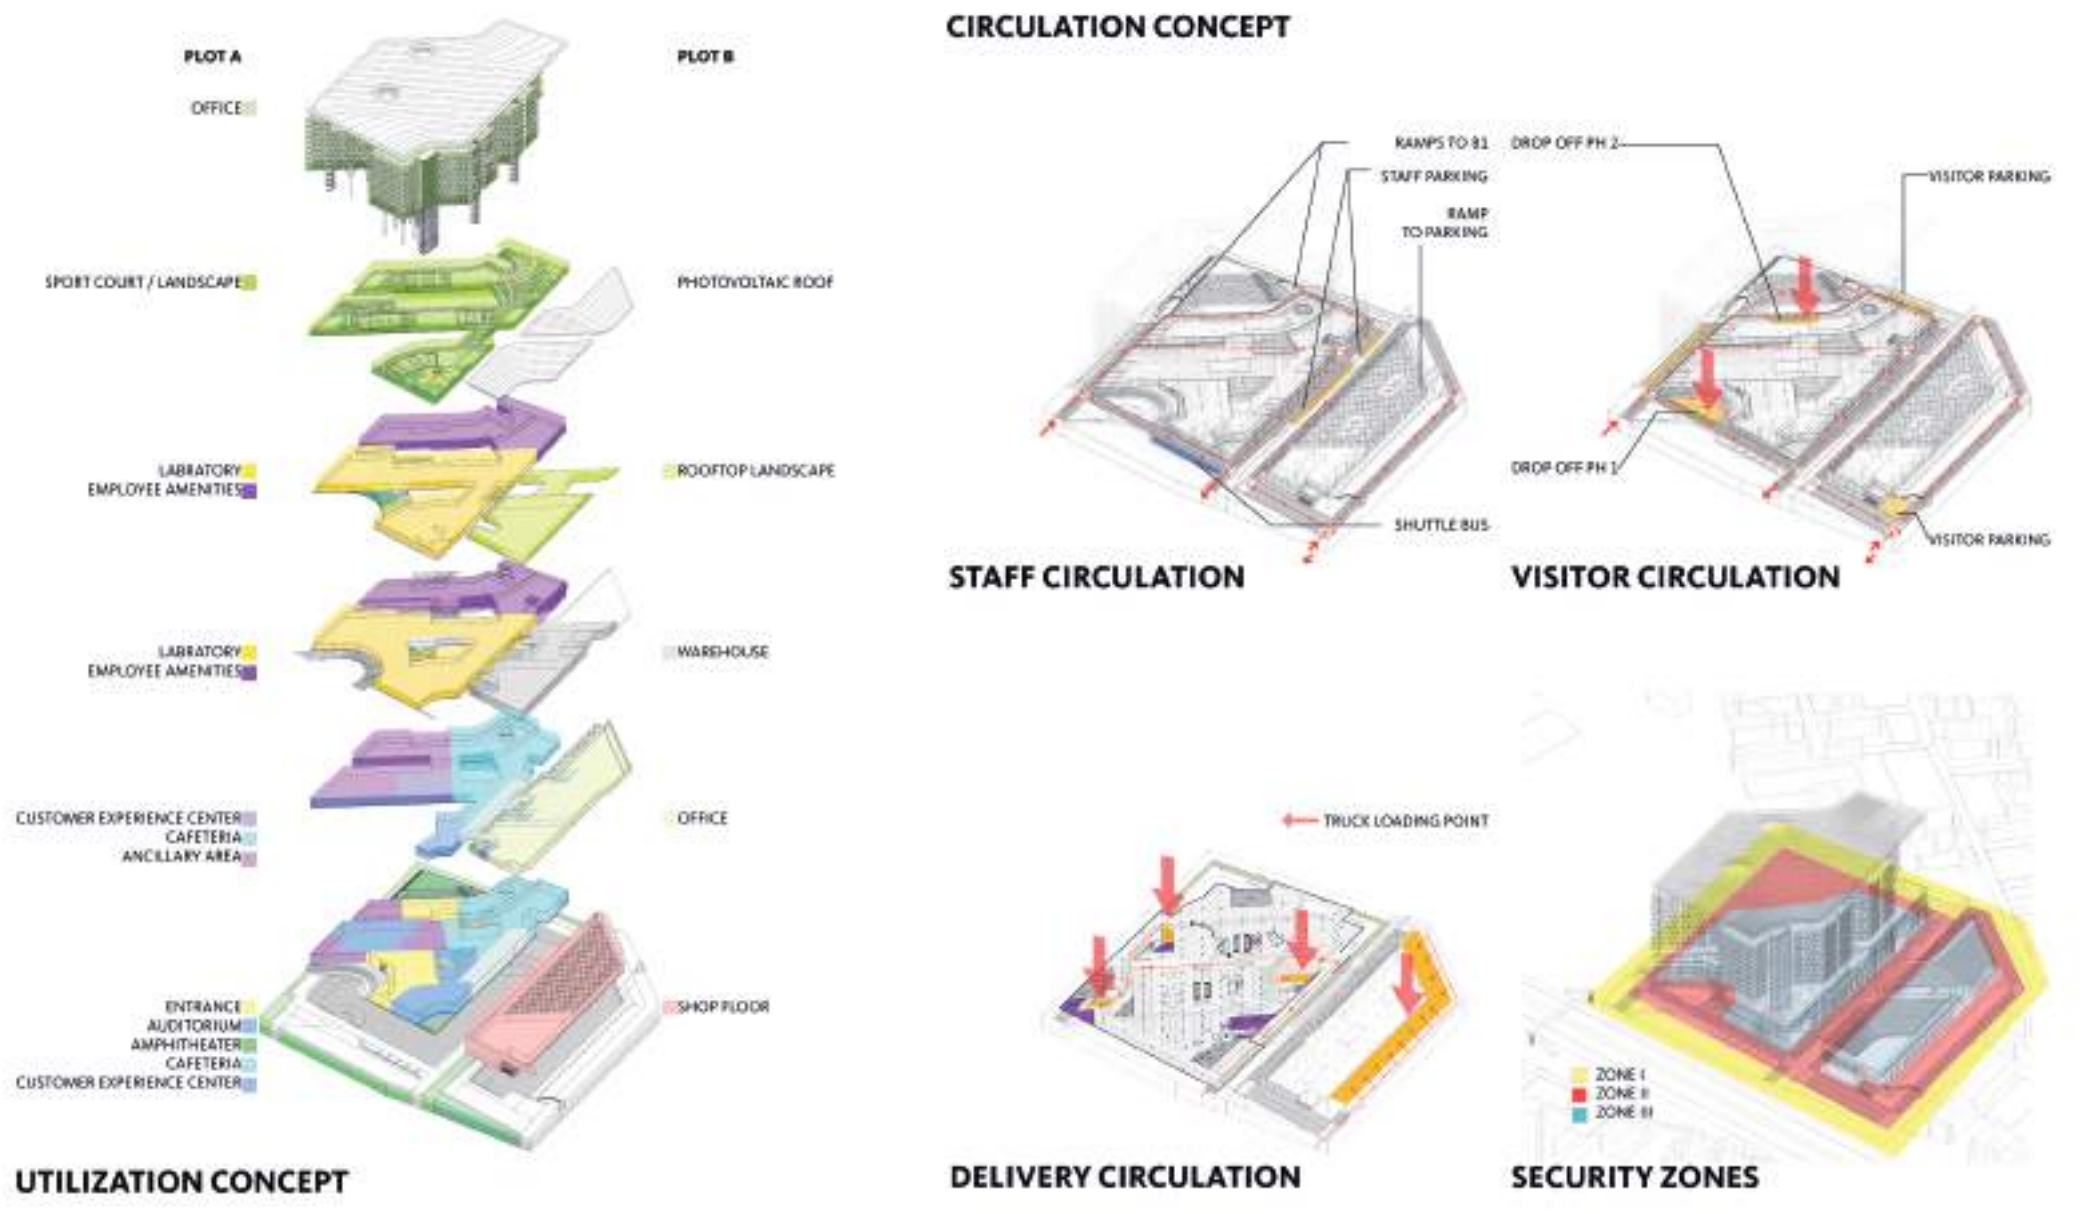 PLOT A
PLOT B
OFFICE
SPORT COURT / LANDSCAPE
PHOTOVOLTAIC ROOF
LABRATORY
EMPLOYEE AMENITIES
ROOFTOP LANDSCAPE
LABRATORY
EMPLOYEE AMENITIES
WAREHOUSE
CUSTOMER EXPERIENCE CENTER
CAFETERIA
ANCILLARY AREA
OFFICE
ENTRANCE
AUDITORIUM
AMPHITHEATER
CAFETERIA
CUSTOMER EXPERIENCE CENTER
SHOP FLOOR
UTILIZATION CONCEPT
CIRCULATION CONCEPT
RAMPS TO B1
STAFF PARKING
RAMP
TO PARKING
SHUTTLE BUS
STAFF CIRCULATION
DROP OFF PH 2
VISITOR PARKING
DROP OFF PH 1
VISITOR PARKING
VISITOR CIRCULATION
TRUCK LOADING POINT
DELIVERY CIRCULATION
ZONE I
ZONE II
ZONE III
SECURITY ZONES